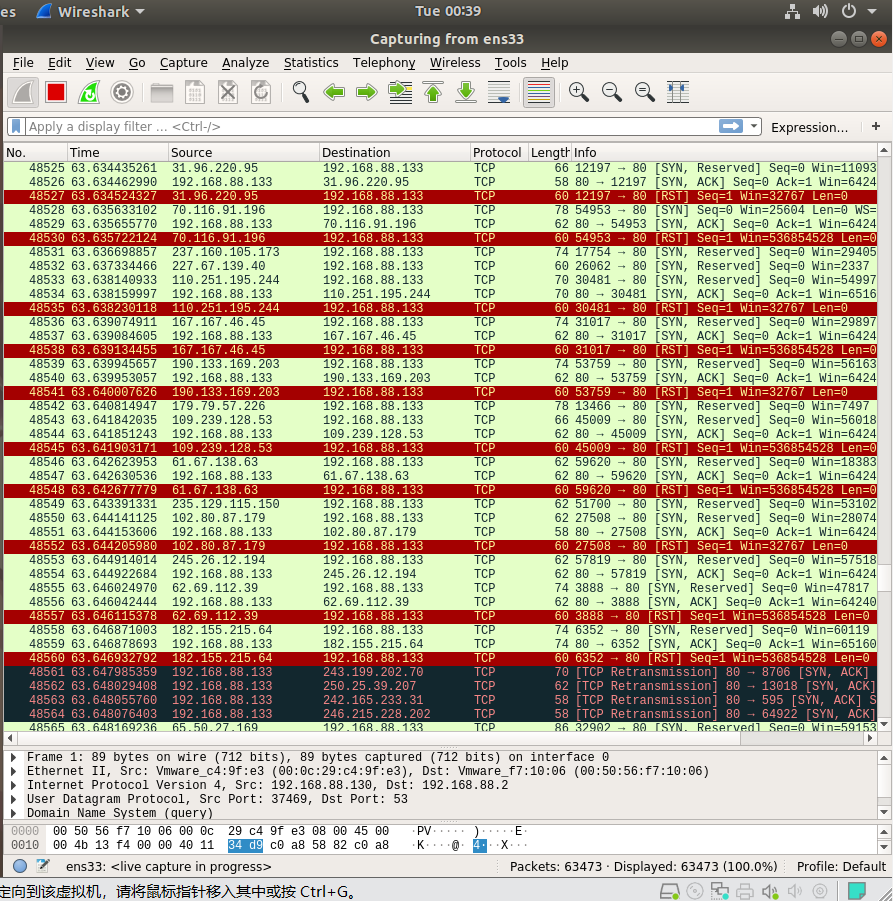 es Wireshark Tue 00:39
Capturing from ens33
File Edit View Go Capture Analyze Statistics Telephony Wireless Tools Help
Apply a display filter ... <Ctrl-/> Expression... +
No. Time Source Destination Protocol Length Info
48525 63.634435261 31.96.220.95 192.168.88.133 TCP 66 12197 → 80 [SYN, Reserved] Seq=0 Win=11093
48526 63.634462990 192.168.88.133 31.96.220.95 TCP 58 80 → 12197 [SYN, ACK] Seq=0 Ack=1 Win=6424
48527 63.634524327 31.96.220.95 192.168.88.133 TCP 60 12197 → 80 [RST] Seq=1 Win=32767 Len=0
48528 63.635633102 70.116.91.196 192.168.88.133 TCP 78 54953 → 80 [SYN] Seq=0 Win=25604 Len=0 WS=
48529 63.635655770 192.168.88.133 70.116.91.196 TCP 62 80 → 54953 [SYN, ACK] Seq=0 Ack=1 Win=6424
48530 63.635722124 70.116.91.196 192.168.88.133 TCP 60 54953 → 80 [RST] Seq=1 Win=536854528 Len=0
48531 63.636698857 237.160.105.173 192.168.88.133 TCP 74 17754 → 80 [SYN, Reserved] Seq=0 Win=29405
48532 63.637334466 227.67.139.40 192.168.88.133 TCP 60 26062 → 80 [SYN, Reserved] Seq=0 Win=2337
48533 63.638140933 110.251.195.244 192.168.88.133 TCP 70 30481 → 80 [SYN, Reserved] Seq=0 Win=54997
48534 63.638159997 192.168.88.133 110.251.195.244 TCP 70 80 → 30481 [SYN, ACK] Seq=0 Ack=1 Win=6516
48535 63.638230118 110.251.195.244 192.168.88.133 TCP 60 30481 → 80 [RST] Seq=1 Win=32767 Len=0
48536 63.639074911 167.167.46.45 192.168.88.133 TCP 74 31017 → 80 [SYN, Reserved] Seq=0 Win=29897
48537 63.639084605 192.168.88.133 167.167.46.45 TCP 62 80 → 31017 [SYN, ACK] Seq=0 Ack=1 Win=6424
48538 63.639134455 167.167.46.45 192.168.88.133 TCP 60 31017 → 80 [RST] Seq=1 Win=536854528 Len=0
48539 63.639945657 190.133.169.203 192.168.88.133 TCP 74 53759 → 80 [SYN, Reserved] Seq=0 Win=56163
48540 63.639953057 192.168.88.133 190.133.169.203 TCP 62 80 → 53759 [SYN, ACK] Seq=0 Ack=1 Win=6424
48541 63.640007626 190.133.169.203 192.168.88.133 TCP 60 53759 → 80 [RST] Seq=1 Win=32767 Len=0
48542 63.640814947 179.79.57.226 192.168.88.133 TCP 78 13466 → 80 [SYN, Reserved] Seq=0 Win=7497
48543 63.641842035 109.239.128.53 192.168.88.133 TCP 66 45009 → 80 [SYN, Reserved] Seq=0 Win=56018
48544 63.641851243 192.168.88.133 109.239.128.53 TCP 62 80 → 45009 [SYN, ACK] Seq=0 Ack=1 Win=6424
48545 63.641903171 109.239.128.53 192.168.88.133 TCP 60 45009 → 80 [RST] Seq=1 Win=536854528 Len=0
48546 63.642623953 61.67.138.63 192.168.88.133 TCP 62 59620 → 80 [SYN, Reserved] Seq=0 Win=18383
48547 63.642630536 192.168.88.133 61.67.138.63 TCP 62 80 → 59620 [SYN, ACK] Seq=0 Ack=1 Win=6424
48548 63.642677779 61.67.138.63 192.168.88.133 TCP 60 59620 → 80 [RST] Seq=1 Win=536854528 Len=0
48549 63.643391331 235.129.115.150 192.168.88.133 TCP 62 51700 → 80 [SYN, Reserved] Seq=0 Win=53102
48550 63.644141125 102.80.87.179 192.168.88.133 TCP 62 27508 → 80 [SYN, Reserved] Seq=0 Win=28074
48551 63.644153606 192.168.88.133 102.80.87.179 TCP 58 80 → 27508 [SYN, ACK] Seq=0 Ack=1 Win=6424
48552 63.644205980 102.80.87.179 192.168.88.133 TCP 60 27508 → 80 [RST] Seq=1 Win=32767 Len=0
48553 63.644914014 245.26.12.194 192.168.88.133 TCP 62 57819 → 80 [SYN, Reserved] Seq=0 Win=57518
48554 63.644922684 192.168.88.133 245.26.12.194 TCP 62 80 → 57819 [SYN, ACK] Seq=0 Ack=1 Win=6424
48555 63.646024970 62.69.112.39 192.168.88.133 TCP 74 3888 → 80 [SYN, Reserved] Seq=0 Win=47817
48556 63.646042444 192.168.88.133 62.69.112.39 TCP 62 80 → 3888 [SYN, ACK] Seq=0 Ack=1 Win=64240
48557 63.646115378 62.69.112.39 192.168.88.133 TCP 60 3888 → 80 [RST] Seq=1 Win=536854528 Len=0
48558 63.646871003 182.155.215.64 192.168.88.133 TCP 74 6352 → 80 [SYN, Reserved] Seq=0 Win=60119
48559 63.646878693 192.168.88.133 182.155.215.64 TCP 74 80 → 6352 [SYN, ACK] Seq=0 Ack=1 Win=65160
48560 63.646932792 182.155.215.64 192.168.88.133 TCP 60 6352 → 80 [RST] Seq=1 Win=536854528 Len=0
48561 63.647985359 192.168.88.133 243.199.202.70 TCP 70 [TCP Retransmission] 80 → 8706 [SYN, ACK]
48562 63.648029408 192.168.88.133 250.25.39.207 TCP 62 [TCP Retransmission] 80 → 13018 [SYN, ACK]
48563 63.648055760 192.168.88.133 242.165.233.31 TCP 58 [TCP Retransmission] 80 → 595 [SYN, ACK] S
48564 63.648076403 192.168.88.133 246.215.228.202 TCP 58 [TCP Retransmission] 80 → 64922 [SYN, ACK]
48565 63.648169236 65.50.27.169 192.168.88.133 TCP 86 32902 → 80 [SYN, Reserved] Seq=0 Win=59153
Frame 1: 89 bytes on wire (712 bits), 89 bytes captured (712 bits) on interface 0
Ethernet II, Src: Vmware_c4:9f:e3 (00:0c:29:c4:9f:e3), Dst: Vmware_f7:10:06 (00:50:56:f7:10:06)
Internet Protocol Version 4, Src: 192.168.88.130, Dst: 192.168.88.2
User Datagram Protocol, Src Port: 37469, Dst Port: 53
Domain Name System (query)
0000 00 50 56 f7 10 06 00 0c 29 c4 9f e3 08 00 45 00 ·PV····· )·····E·
0010 00 4b 13 f4 00 00 40 11 34 d9 c0 a8 58 82 c0 a8 ·K····@· 4···X···
ens33: <live capture in progress> Packets: 63473 · Displayed: 63473 (100.0%) Profile: Default
定向到该虚拟机，请将鼠标指针移入其中或按 Ctrl+G。